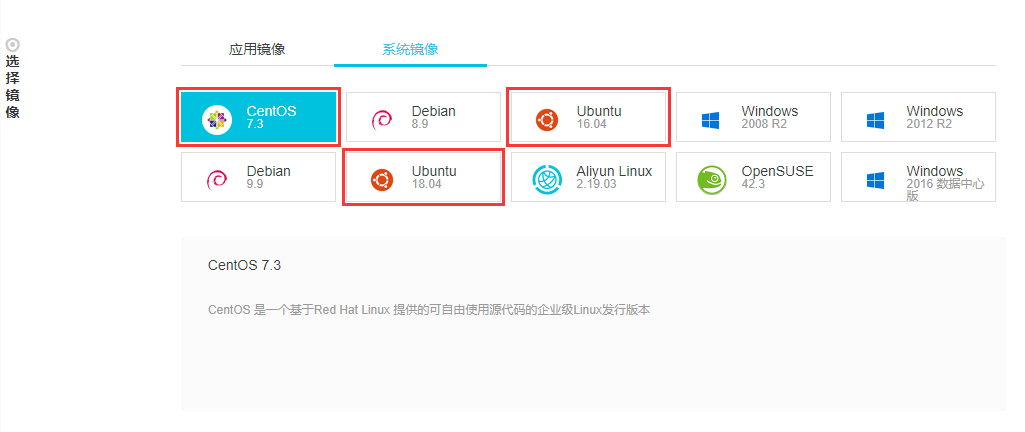 选择镜像
应用镜像 系统镜像
CentOS
7.3
Debian
8.9
Ubuntu
16.04
Windows
2008 R2
Windows
2012 R2
Debian
9.9
Ubuntu
18.04
Aliyun Linux
2.19.03
OpenSUSE
42.3
Windows
2016 数据中心
版
CentOS 7.3
CentOS 是一个基于Red Hat Linux 提供的可自由使用源代码的企业级Linux发行版本